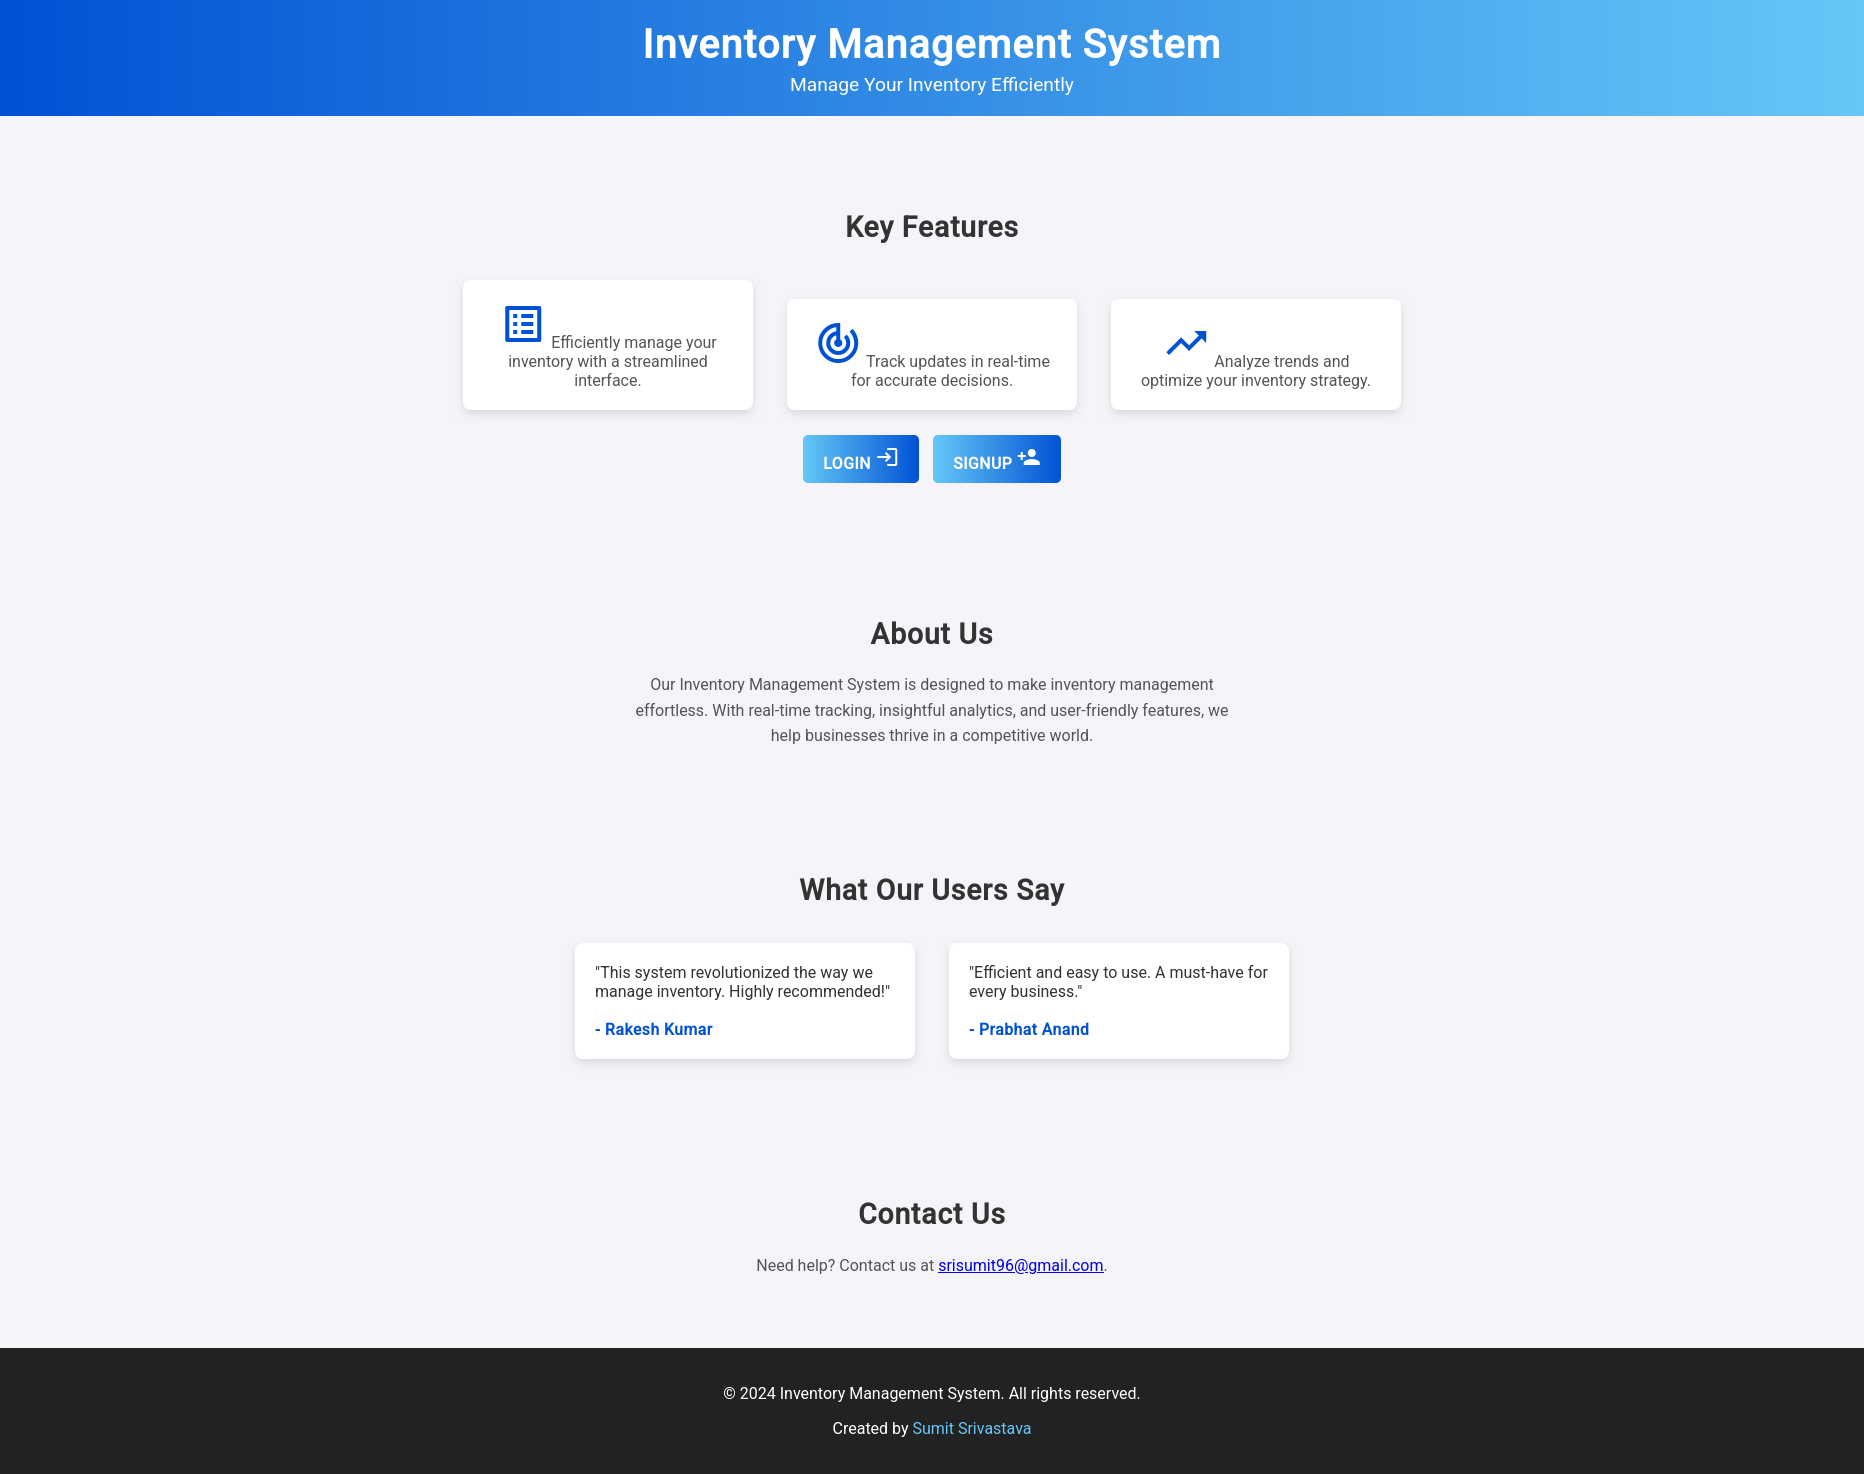 Inventory Management System
Manage Your Inventory Efficiently
Key Features
Efficiently manage your
inventory with a streamlined
interface.
Track updates in real-time
for accurate decisions.
Analyze trends and
optimize your inventory strategy.
LOGIN
SIGNUP
About Us
Our Inventory Management System is designed to make inventory management
effortless. With real-time tracking, insightful analytics, and user-friendly features, we
help businesses thrive in a competitive world.
What Our Users Say
"This system revolutionized the way we
manage inventory. Highly recommended!"
- Rakesh Kumar
"Efficient and easy to use. A must-have for
every business."
- Prabhat Anand
Contact Us
Need help? Contact us at srisumit96@gmail.com.
© 2024 Inventory Management System. All rights reserved.
Created by Sumit Srivastava